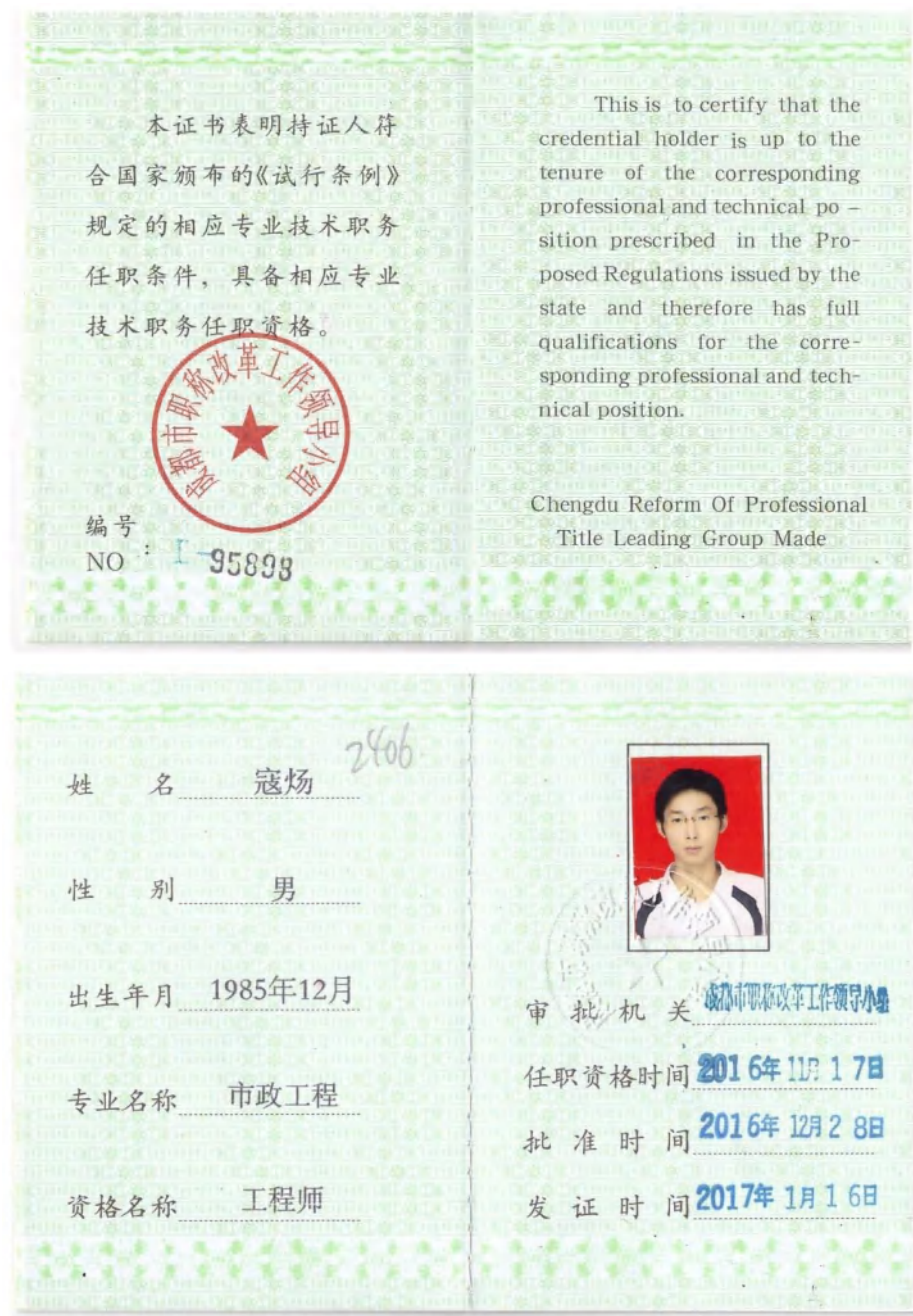 本证书表明持证人符
合国家颁布的《试行条例》
规定的相应专业技术职务
任职条件，具备相应专业
技术职务任职资格。
成都市职称改革工作领导小组
编号
NO： I-95898
This is to certify that the
credential holder is up to the
tenure of the corresponding
professional and technical po –
sition prescribed in the Pro-
posed Regulations issued by the
state and therefore has full
qualifications for the corre-
sponding professional and tech-
nical position.
Chengdu Reform Of Professional
Title Leading Group Made
2406
姓 名 寇炀
性 别 男
出生年月 1985年12月
专业名称 市政工程
资格名称 工程师
审批机关 成都市职称改革工作领导小组
任职资格时间 2016年11月17日
批准时间 2016年12月28日
发证时间 2017年1月16日